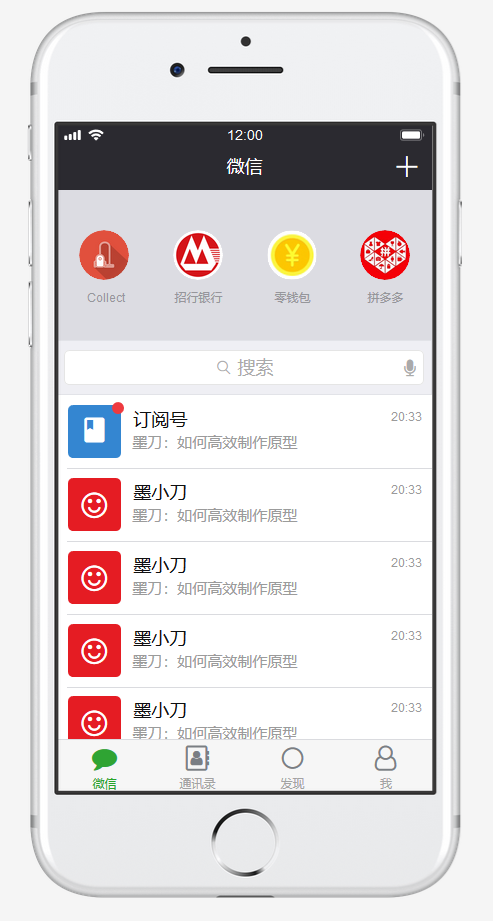 12:00
微信
Collect 招行银行 零钱包 拼多多
搜索
订阅号 20:33
墨刀：如何高效制作原型
墨小刀 20:33
墨刀：如何高效制作原型
墨小刀 20:33
墨刀：如何高效制作原型
墨小刀 20:33
墨刀：如何高效制作原型
墨小刀 20:33
墨刀：如何高效制作原型
微信 通讯录 发现 我